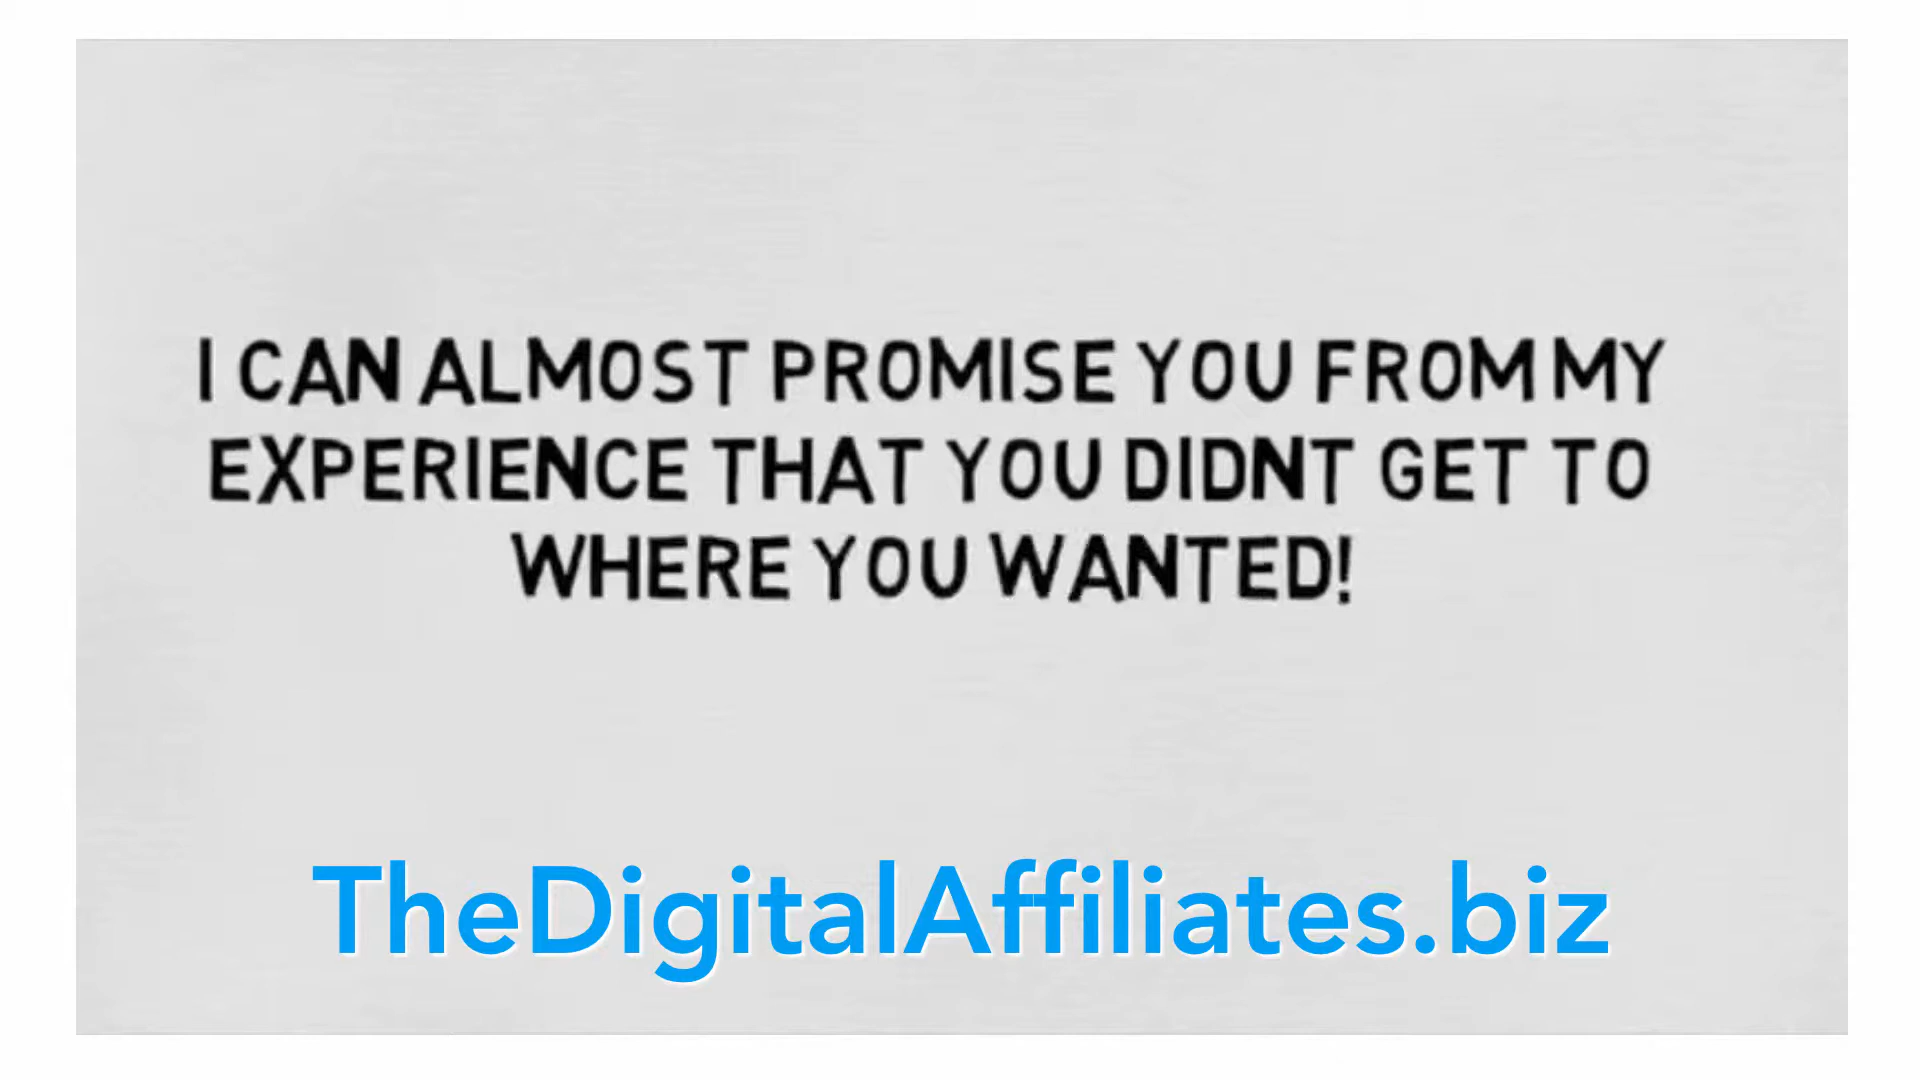 I CAN ALMOST PROMISE YOU FROM MY
EXPERIENCE THAT YOU DIDNT GET TO
WHERE YOU WANTED!
TheDigitalAffiliates.biz